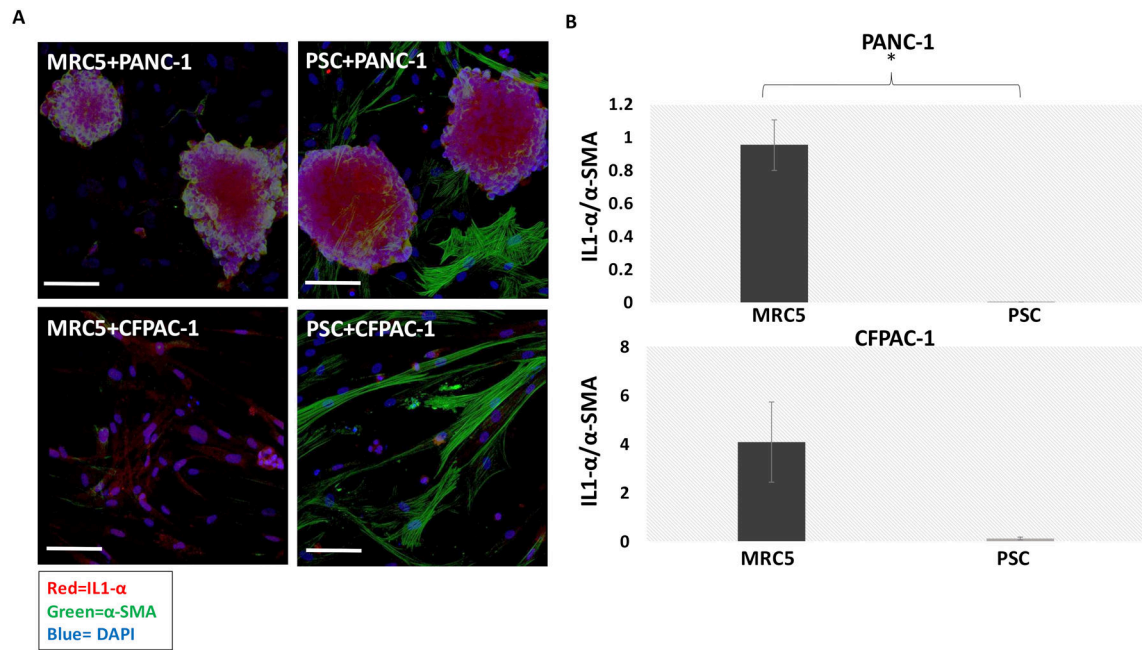 A
MRC5+PANC-1
PSC+PANC-1
MRC5+CFPAC-1
PSC+CFPAC-1
Red=IL1-α
Green=α-SMA
Blue= DAPI
B
PANC-1
*
IL1-α/α-SMA
1.2
1
0.8
0.6
0.4
0.2
0
MRC5 PSC
CFPAC-1
IL1-α/α-SMA
8
6
4
2
0
MRC5 PSC